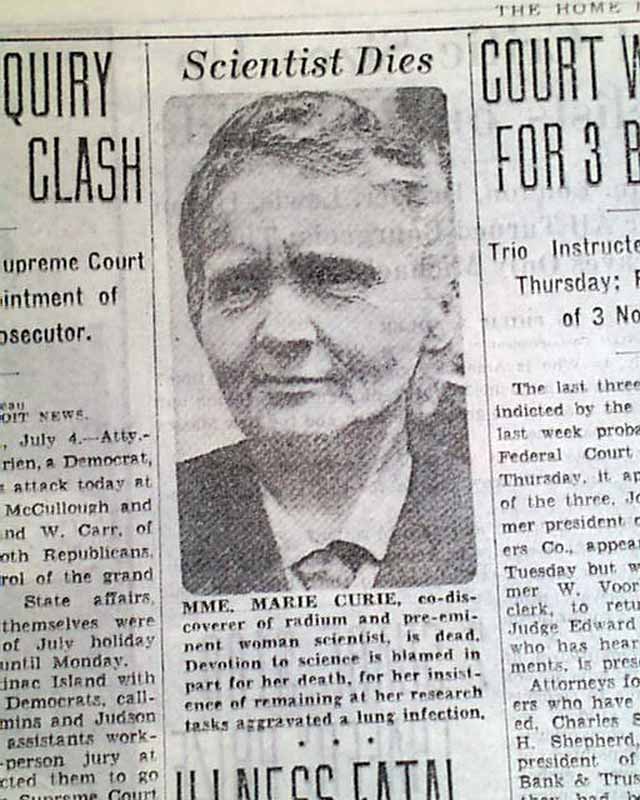 THE HOME
QUIRY
CLASH
upreme Court
intment of
osecutor.
OIT NEWS.
, July 4.—Atty.-
rien, a Democrat,
attack today at
McCullough and
nd W. Carr, of
oth Republicans,
rol of the grand
State affairs,
themselves were
of July holiday
until Monday.
inac Island with
Democrats, call-
mins and Judson
assistants work-
-person jury at
cted them to go
Supreme Court
Scientist Dies
MME. MARIE CURIE, co-dis-
coverer of radium and pre-emi-
nent woman scientist, is dead.
Devotion to science is blamed in
part for her death, for her insist-
ence of remaining at her research
tasks aggravated a lung infection.
ILLNESS FATAL
COURT W
FOR 3 B
Trio Instructe
Thursday; F
of 3 No
The last three
indicted by the
last week proba
Federal Court
Thursday, it ap
of the three, Jo
mer president o
ers Co., appea
Tuesday but w
mer W. Voor
clerk, to retu
Judge Edward
who has hear
ments, is pres
Attorneys fo
ers who have
ed, Charles S
H. Shepherd,
president of
Bank & Trus